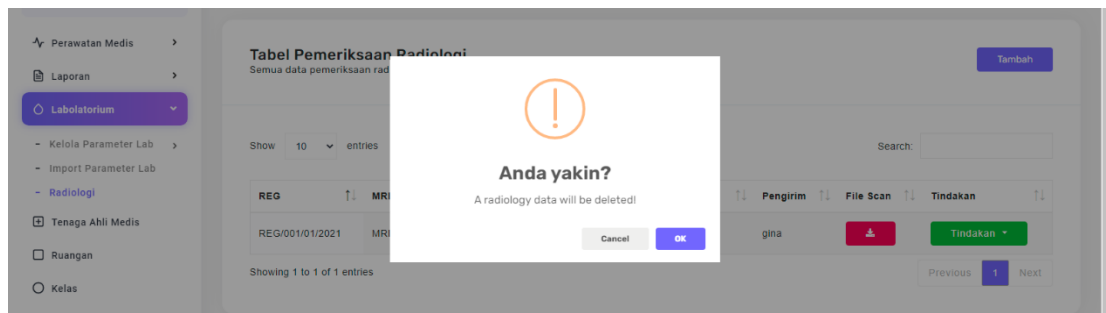 Perawatan Medis
Laporan
Labolatorium
- Kelola Parameter Lab
- Import Parameter Lab
- Radiologi
Tenaga Ahli Medis
Ruangan
Kelas
Tabel Pemeriksaan Radiologi
Semua data pemeriksaan rad
Tambah
Show 10 entries
Search:
REG MRI Pengirim File Scan Tindakan
REG/001/01/2021 MRI gina Tindakan
Showing 1 to 1 of 1 entries
Previous 1 Next
Anda yakin?
A radiology data will be deleted!
Cancel OK